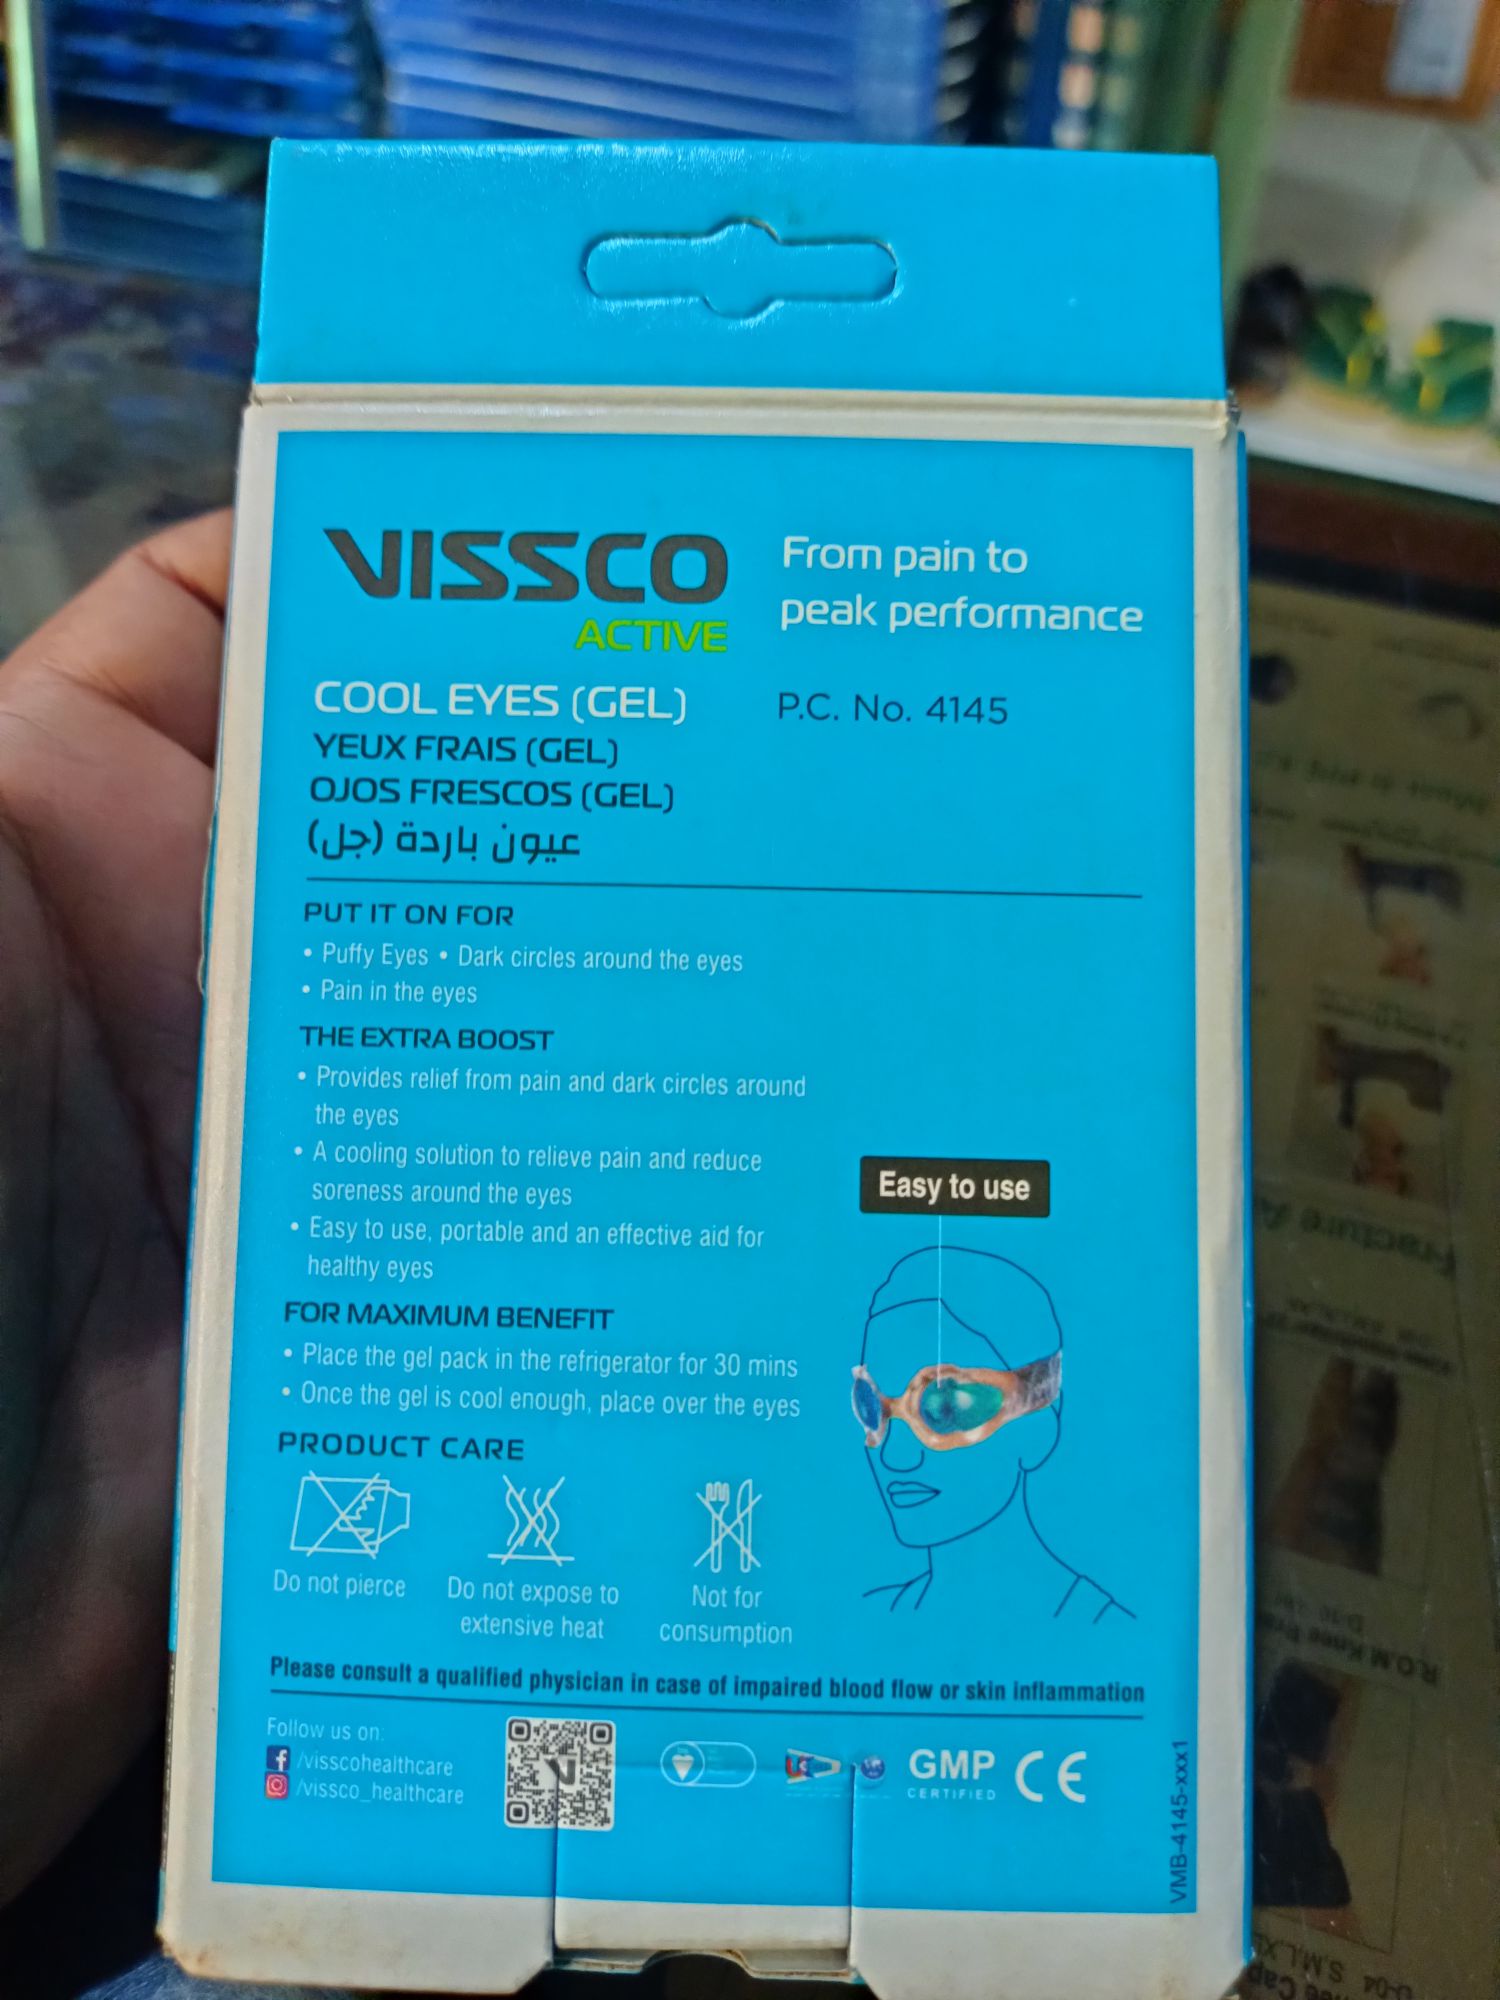 VISSCO
ACTIVE
From pain to
peak performance
COOL EYES (GEL)
P.C. No. 4145
YEUX FRAIS (GEL)
OJOS FRESCOS (GEL)
عيون باردة (جل)
PUT IT ON FOR
• Puffy Eyes • Dark circles around the eyes
• Pain in the eyes
THE EXTRA BOOST
• Provides relief from pain and dark circles around
the eyes
• A cooling solution to relieve pain and reduce
soreness around the eyes
• Easy to use, portable and an effective aid for
healthy eyes
Easy to use
FOR MAXIMUM BENEFIT
• Place the gel pack in the refrigerator for 30 mins
• Once the gel is cool enough, place over the eyes
PRODUCT CARE
Do not pierce
Do not expose to
extensive heat
Not for
consumption
Please consult a qualified physician in case of impaired blood flow or skin inflammation
Follow us on:
/visscohealthcare
/vissco_healthcare
GMP
CERTIFIED
CE
VMB-4145-xxx1